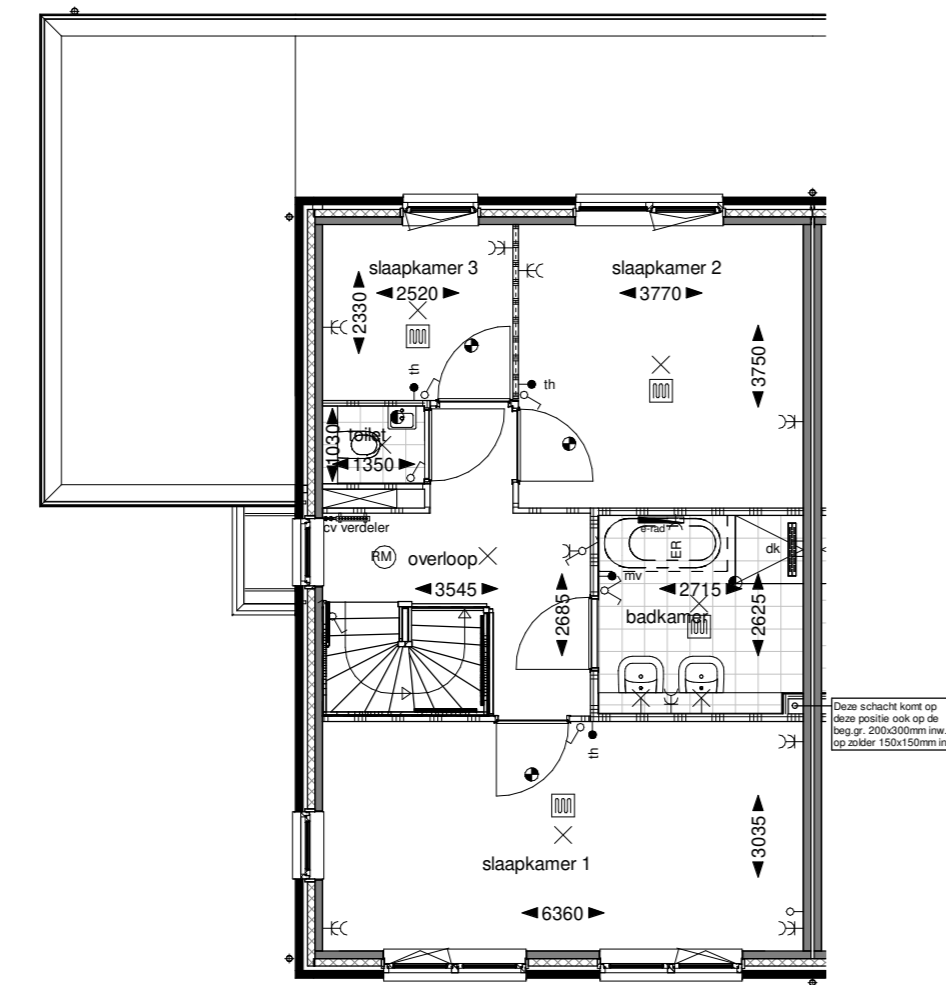 slaapkamer 3
2520
2330
th
slaapkamer 2
3770
3750
th
toilet
1030
1350
cv verdeler
RM
overloop
3545
2685
e-rad
ER
dk
mv
2715
badkamer
2625
Deze schacht komt op
deze positie ook op de
beg.gr. 200x300mm inw.
op zolder 150x150mm in
th
slaapkamer 1
3035
6360